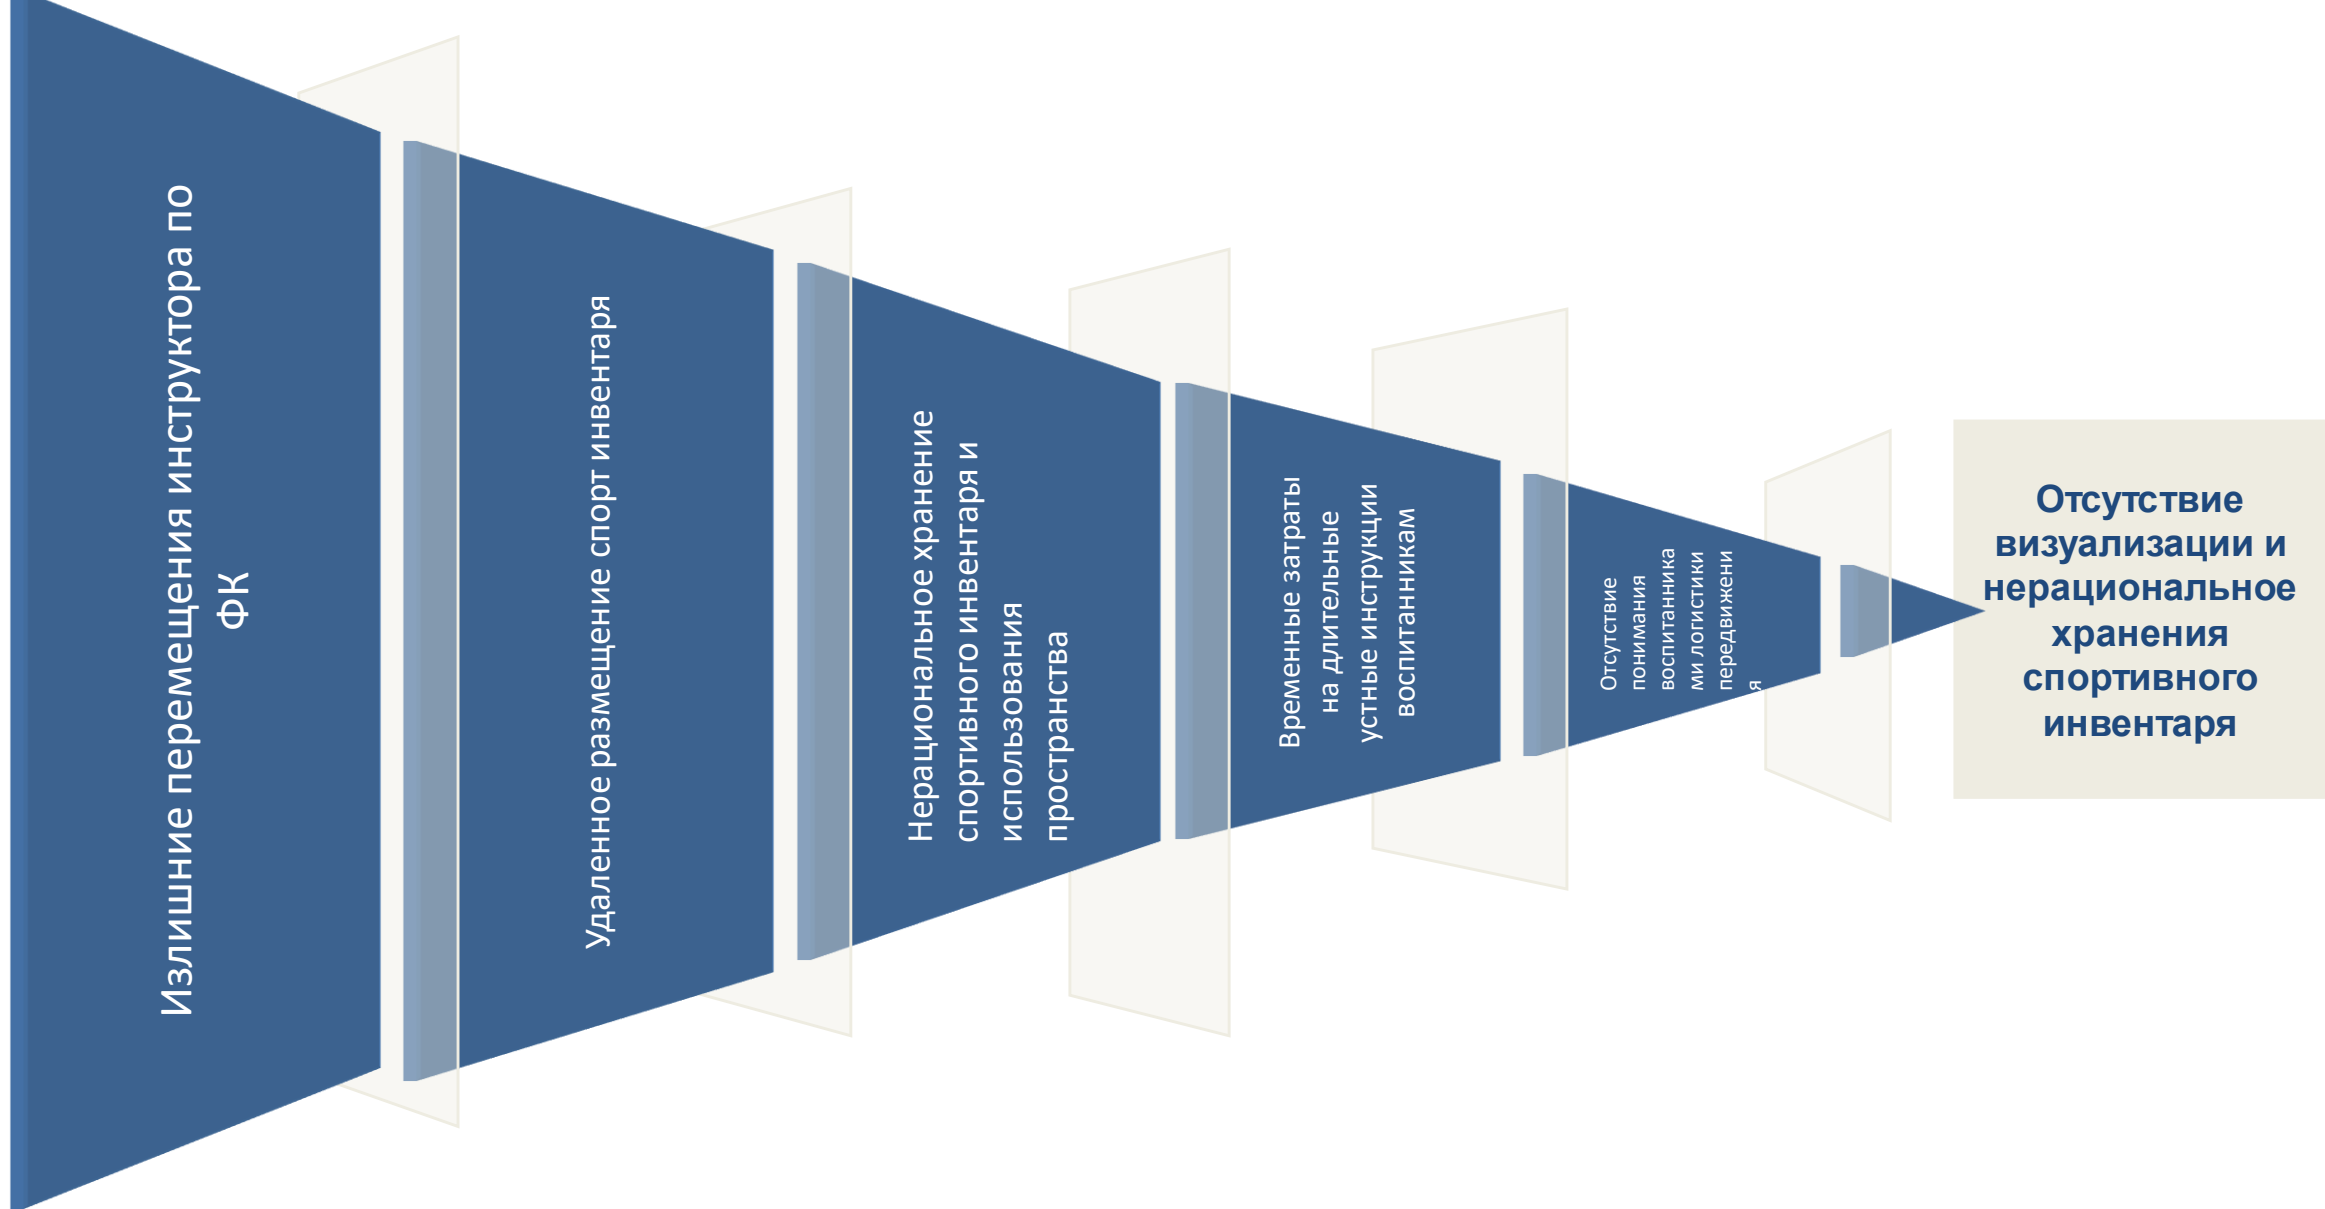 Излишние перемещения инструктора по
ФК
Удаленное размещение спорт инвентаря
Нерациональное хранение
спортивного инвентаря и
использования
пространства
Временные затраты
на длительные
устные инструкции
воспитанникам
Отсутствие
понимания
воспитанника
ми логистики
передвижени
я
Отсутствие
визуализации и
нерациональное
хранения
спортивного
инвентаря